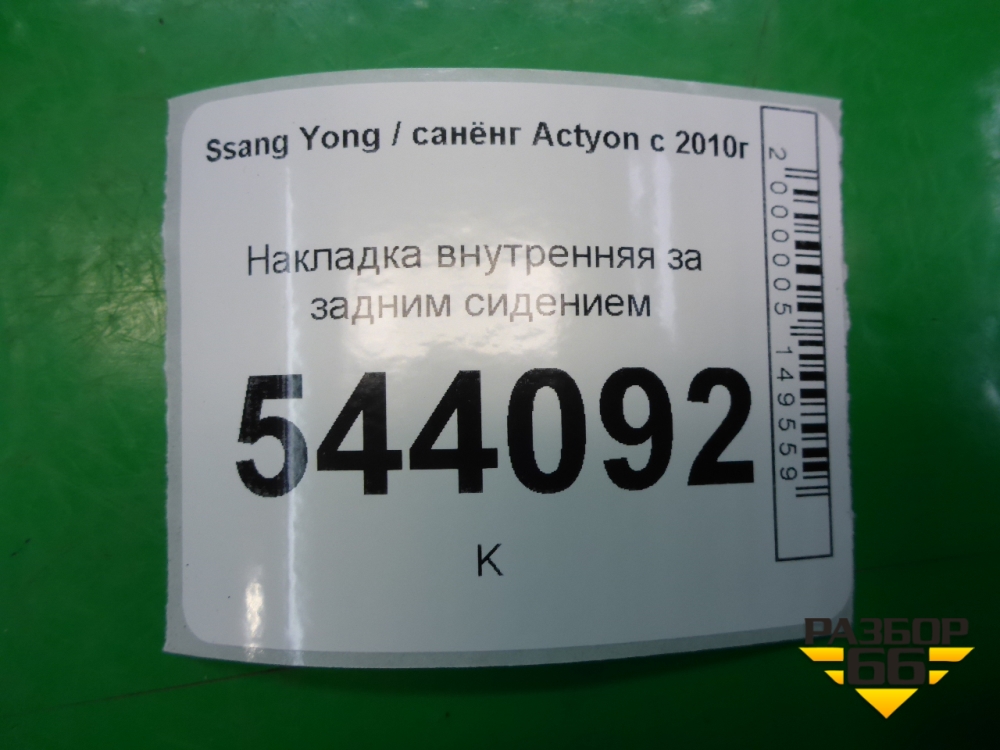 Ssang Yong / санёнг Actyon с 2010г
Накладка внутренняя за
задним сидением
544092
К
2000005149559
РАЗБОР
66